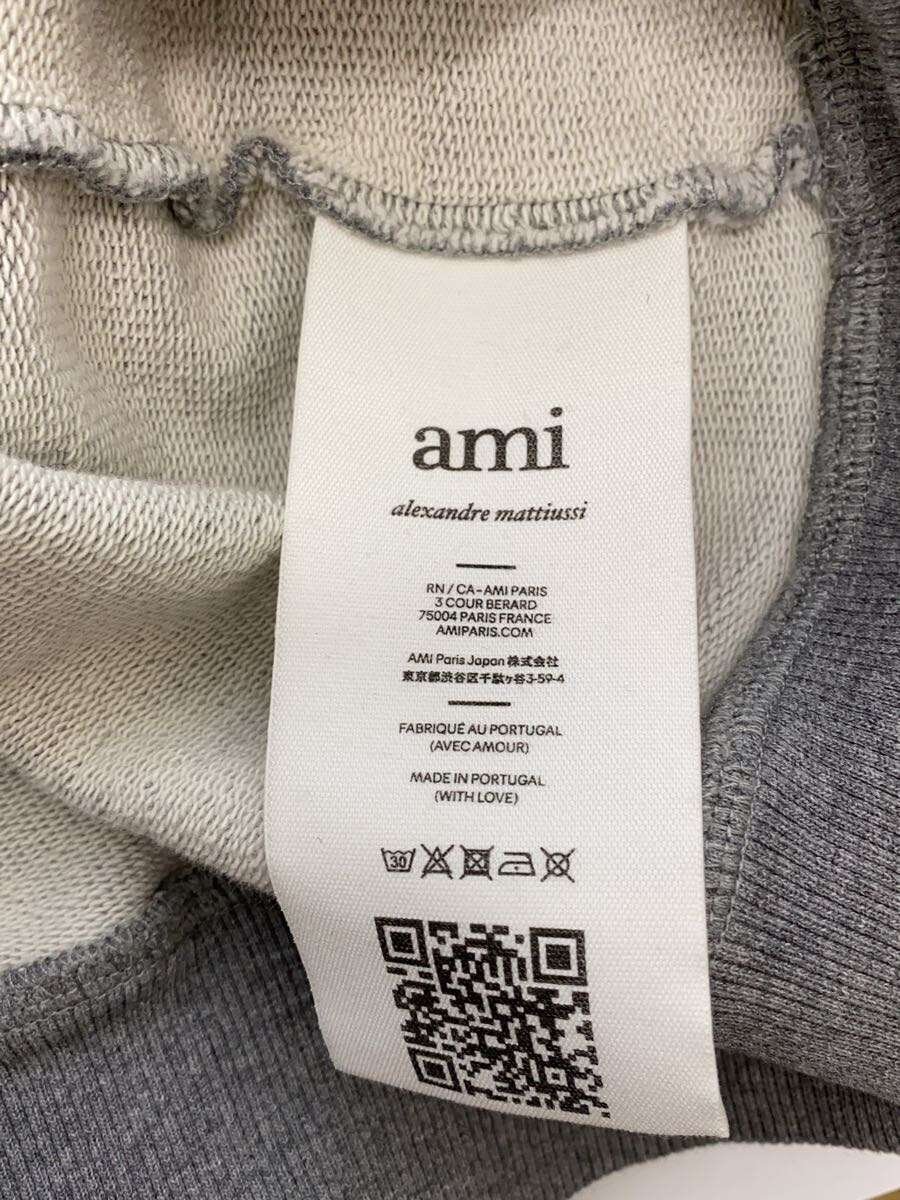 ami
alexandre mattiussi
RN / CA-AMI PARIS
3 COUR BERARD
75004 PARIS FRANCE
AMIPARIS.COM
AMI Paris Japan 株式会社
東京都渋谷区千駄ヶ谷3-59-4
FABRIQUÉ AU PORTUGAL
(AVEC AMOUR)
MADE IN PORTUGAL
(WITH LOVE)
30